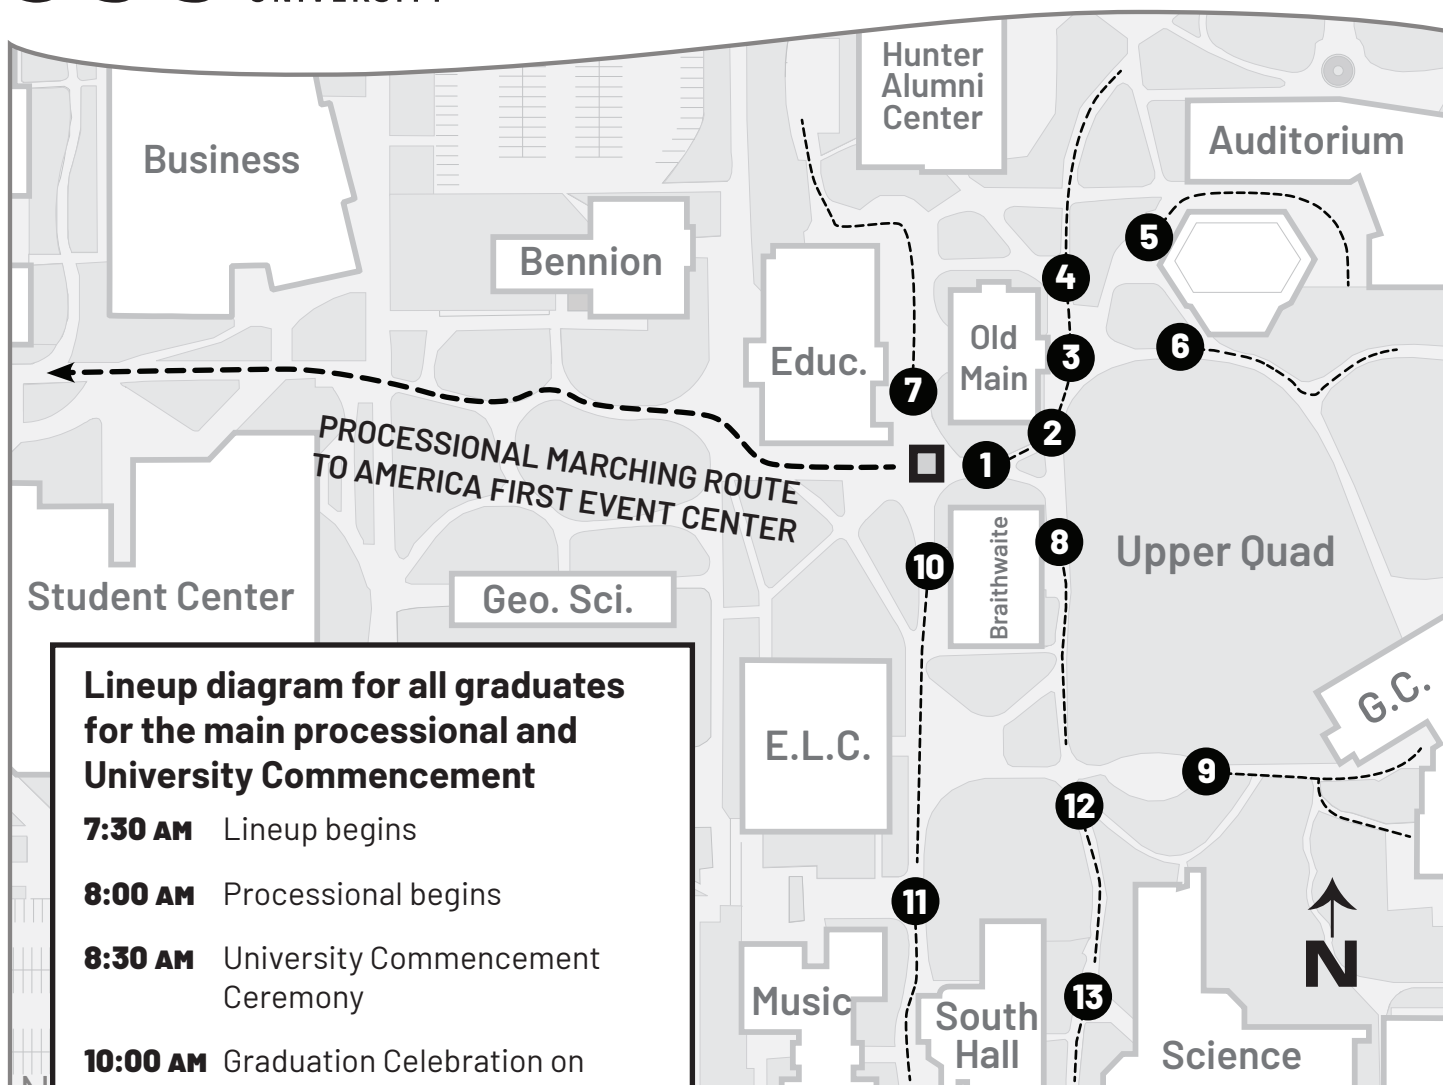 Hunter
Alumni
Center
Auditorium
Business
Bennion
5
4
Old
Main
3
6
Educ.
7
2
1
PROCESSIONAL MARCHING ROUTE
TO AMERICA FIRST EVENT CENTER
8
Upper Quad
10
Braithwaite
Student Center
Geo. Sci.
G.C.
E.L.C.
9
12
11
13
N
Music
South
Hall
Science
Lineup diagram for all graduates
for the main processional and
University Commencement
7:30 AM Lineup begins
8:00 AM Processional begins
8:30 AM University Commencement
Ceremony
10:00 AM Graduation Celebration on